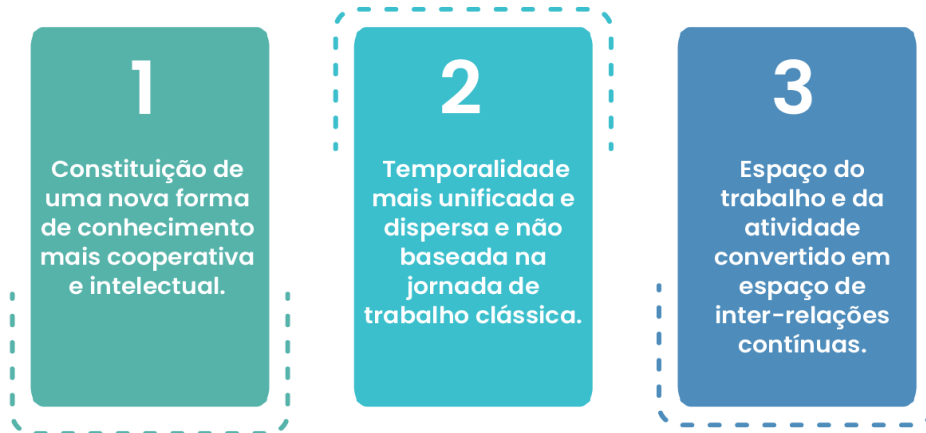 1
Constituição de
uma nova forma
de conhecimento
mais cooperativa
e intelectual.
2
Temporalidade
mais unificada e
dispersa e não
baseada na
jornada de
trabalho clássica.
3
Espaço do
trabalho e da
atividade
convertido em
espaço de
inter-relações
contínuas.